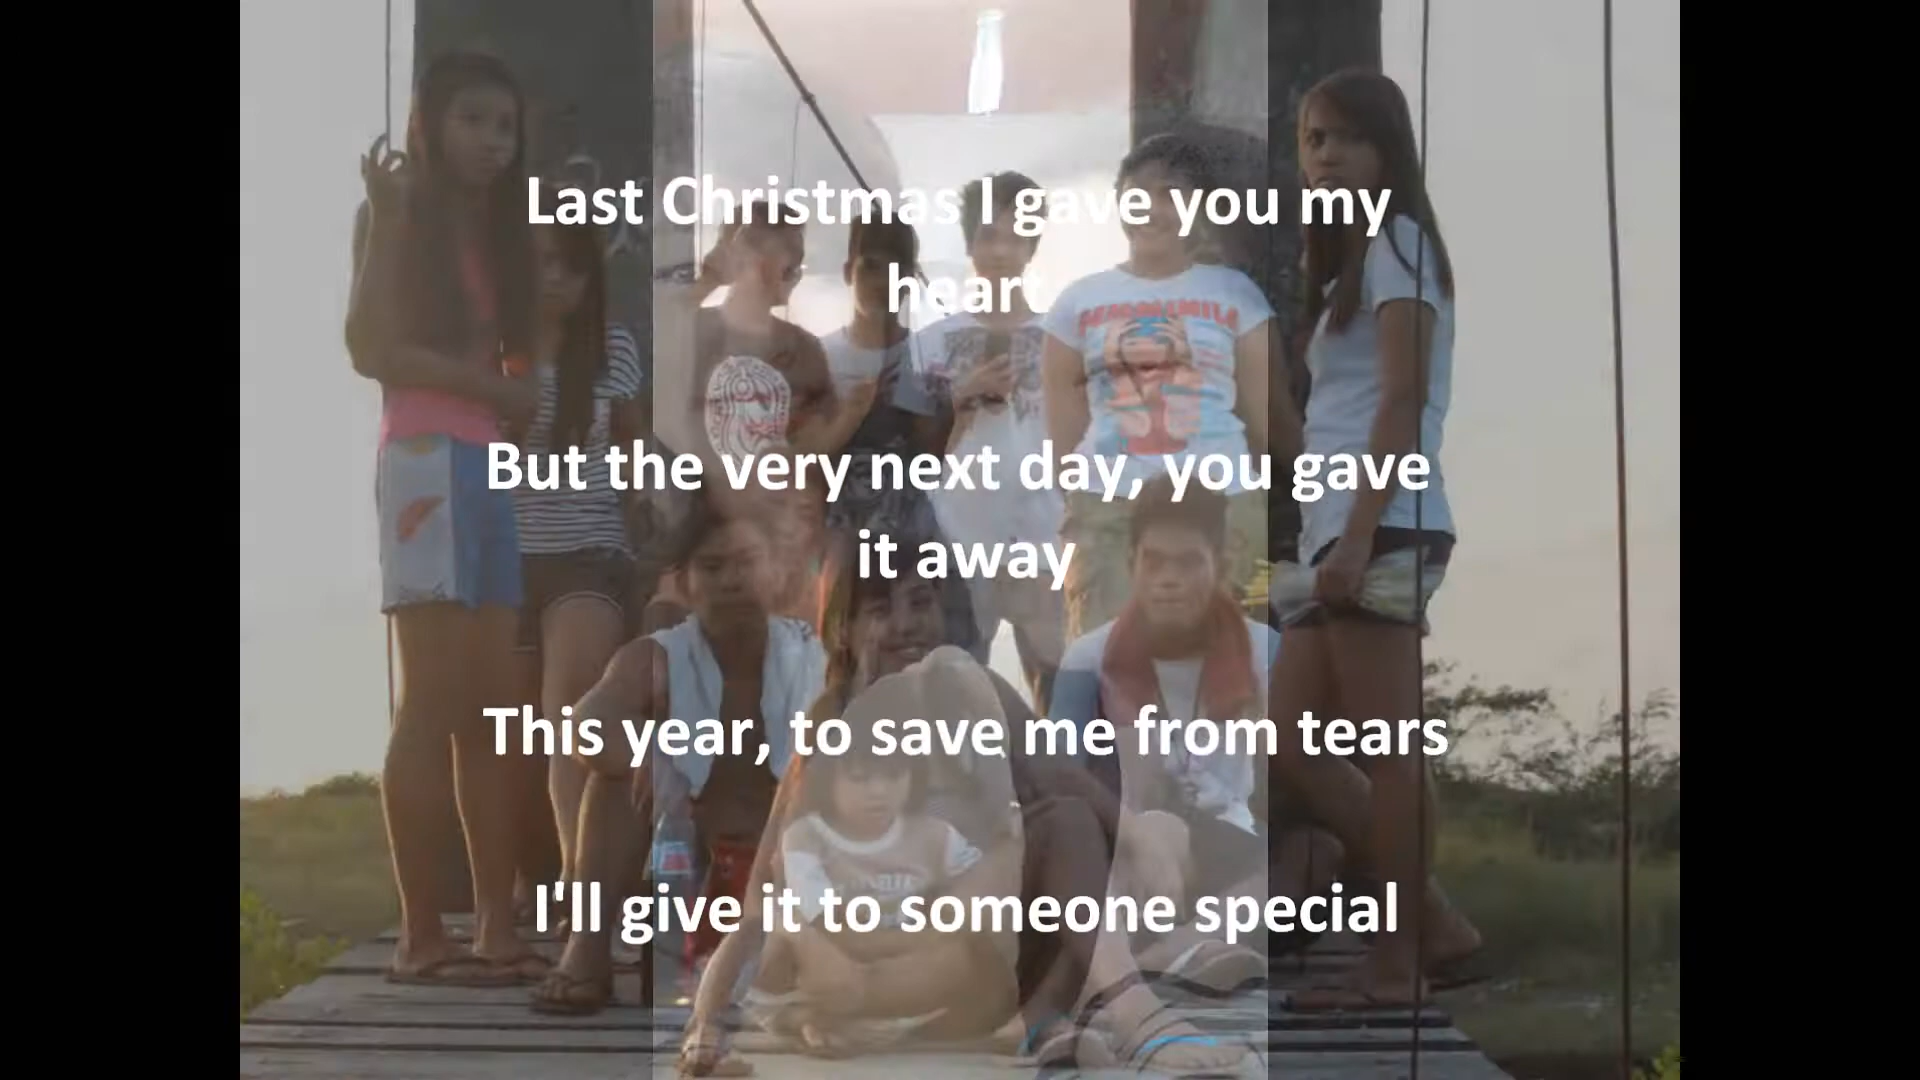 Last Christmas I gave you my
heart
But the very next day, you gave
it away
This year, to save me from tears
I'll give it to someone special